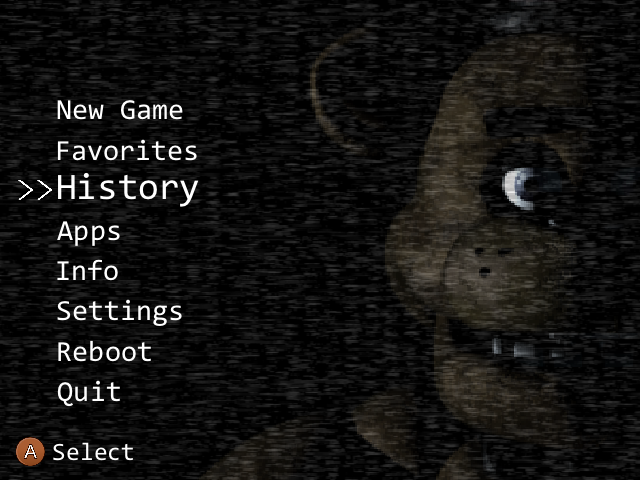 New Game
Favorites
>>History
Apps
Info
Settings
Reboot
Quit
A Select